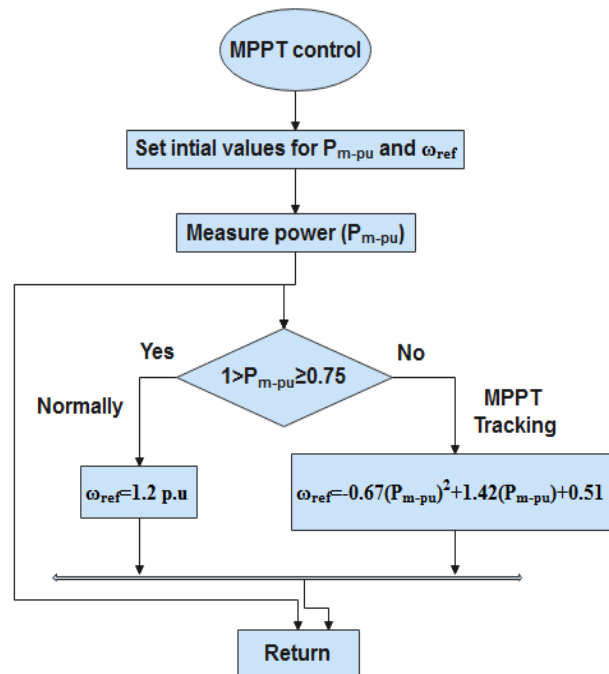 MPPT control
Set intial values for Pm-pu and ωref
Measure power (Pm-pu)
Yes
No
1>Pm-pu≥0.75
Normally
MPPT
Tracking
ωref=1.2 p.u
ωref=-0.67(Pm-pu)²+1.42(Pm-pu)+0.51
Return